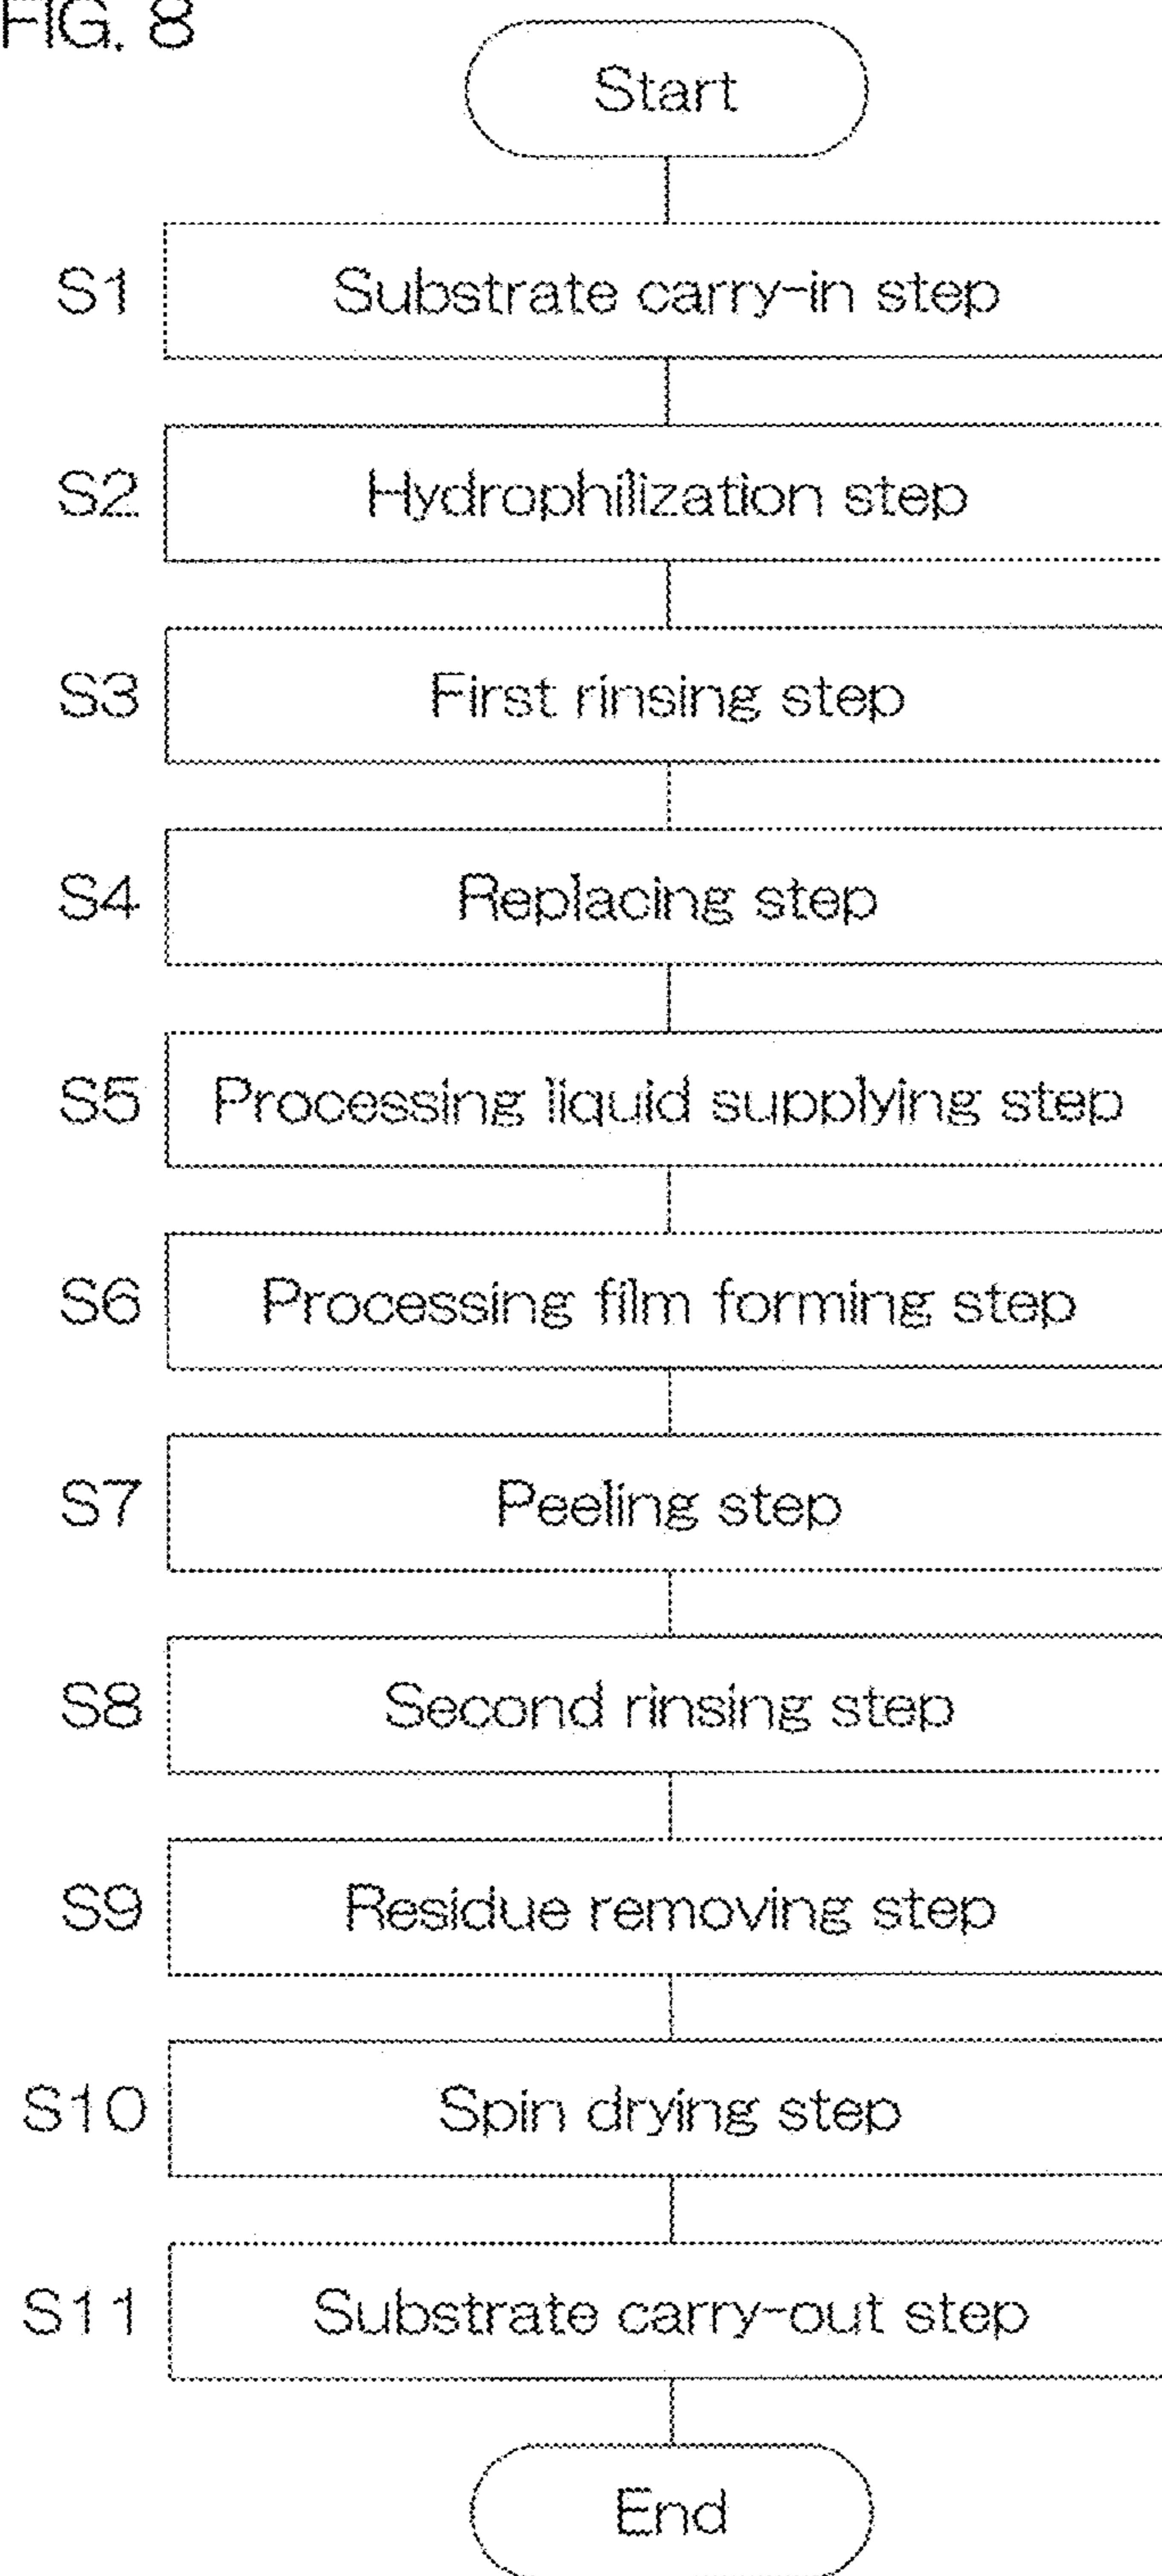 FIG. 8
Start
S1 Substrate carry-in step
S2 Hydrophilization step
S3 First rinsing step
S4 Replacing step
S5 Processing liquid supplying step
S6 Processing film forming step
S7 Peeling step
S8 Second rinsing step
S9 Residue removing step
S10 Spin drying step
S11 Substrate carry-out step
End